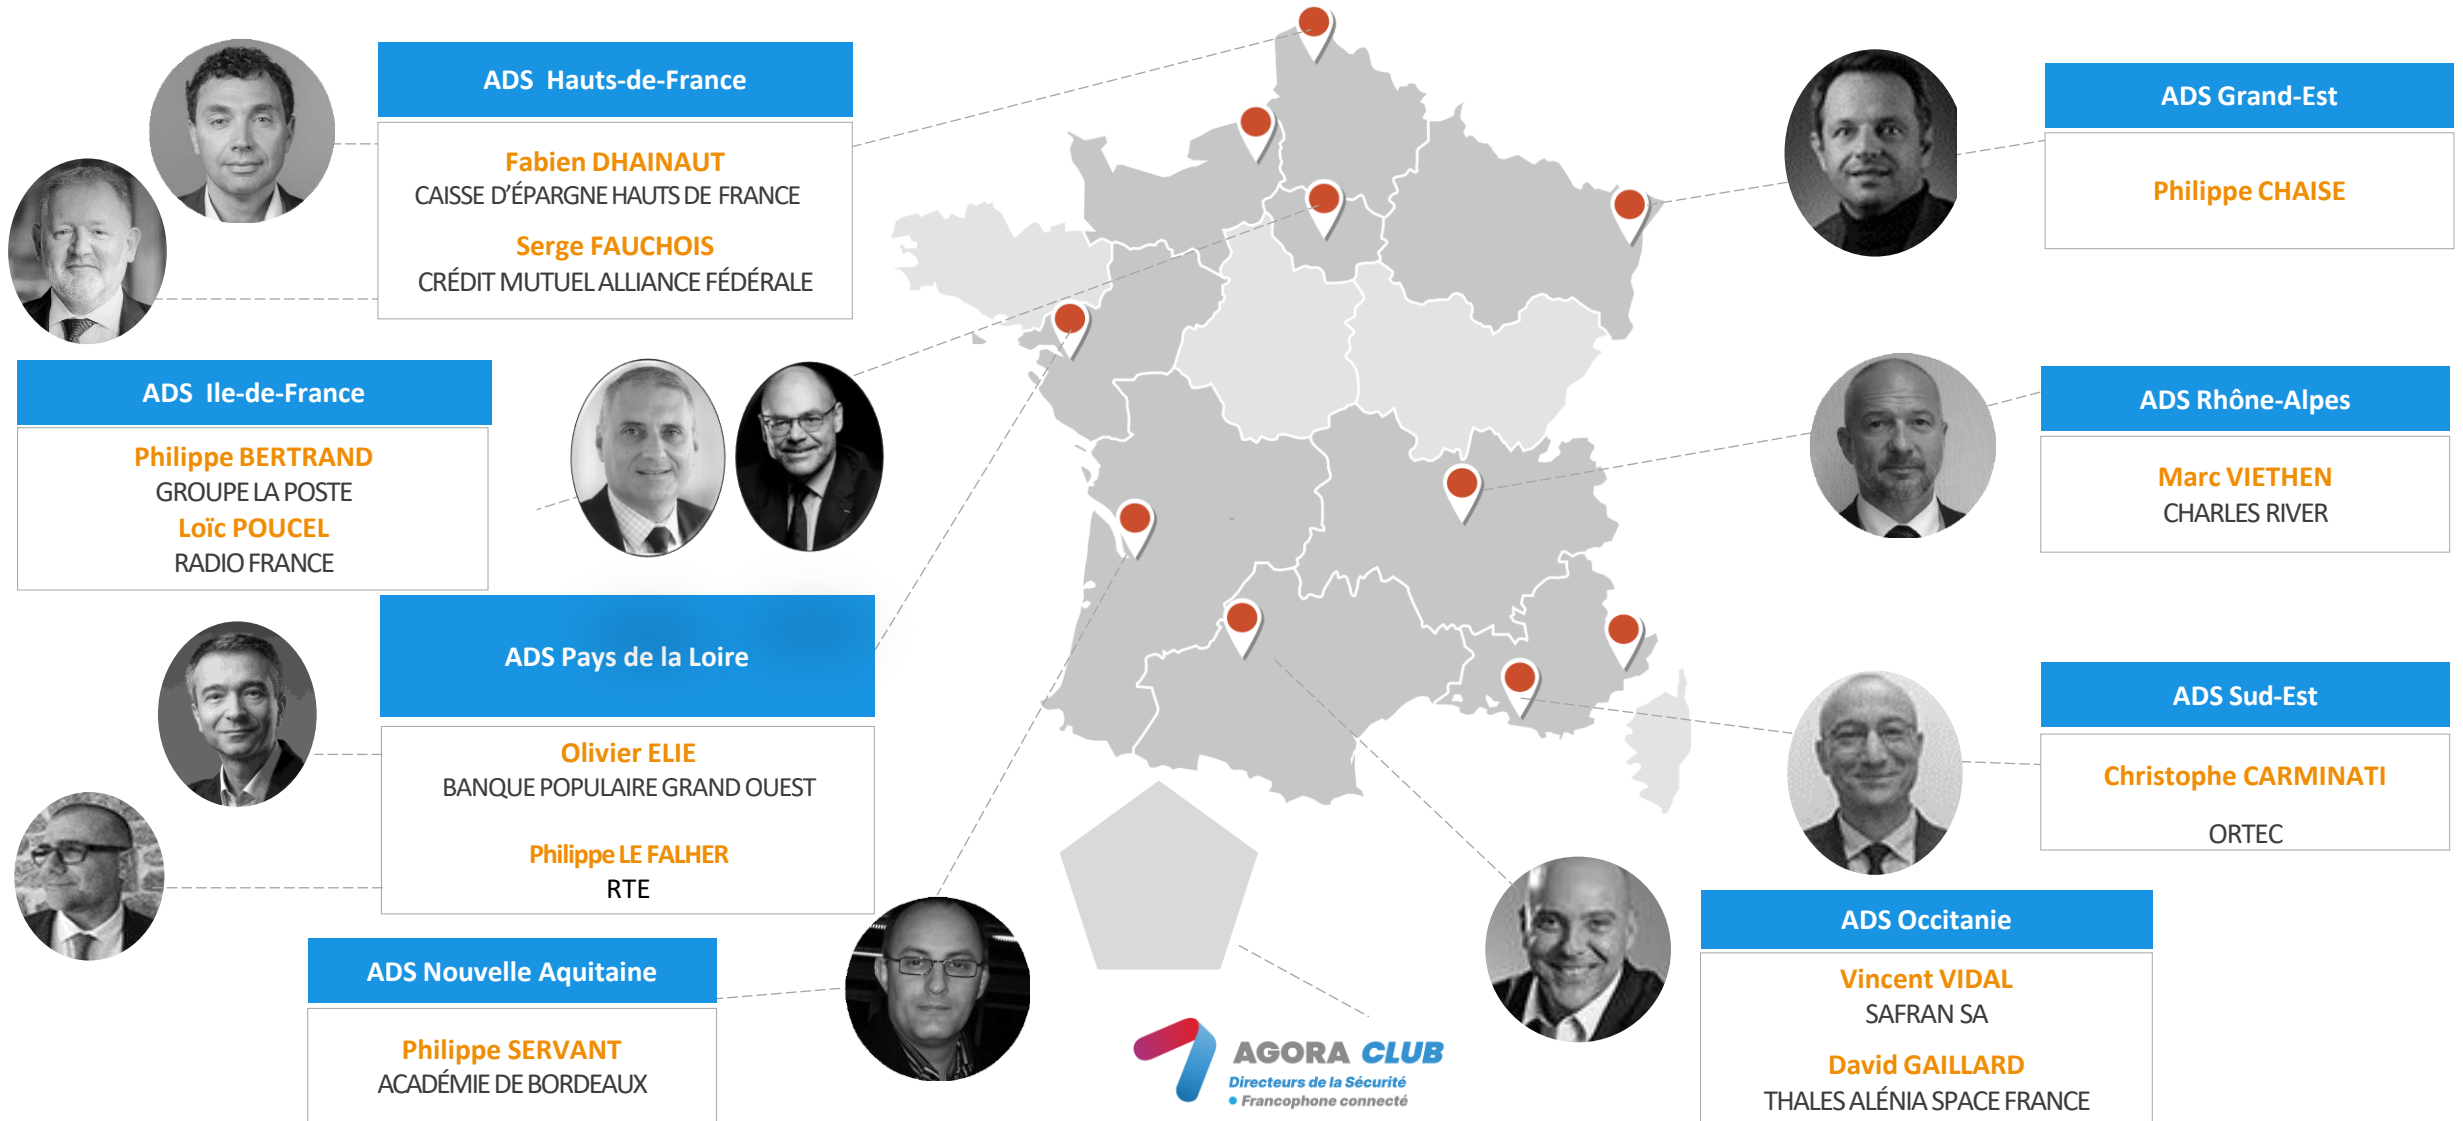 ADS Hauts-de-France
Fabien DHAINAUT
CAISSE D'ÉPARGNE HAUTS DE FRANCE
Serge FAUCHOIS
CRÉDIT MUTUEL ALLIANCE FÉDÉRALE
ADS Ile-de-France
Philippe BERTRAND
GROUPE LA POSTE
Loïc POUCEL
RADIO FRANCE
ADS Pays de la Loire
Olivier ELIE
BANQUE POPULAIRE GRAND OUEST
Philippe LE FALHER
RTE
ADS Nouvelle Aquitaine
Philippe SERVANT
ACADÉMIE DE BORDEAUX
AGORA CLUB
Directeurs de la Sécurité
• Francophone connecté
ADS Grand-Est
Philippe CHAISE
ADS Rhône-Alpes
Marc VIETHEN
CHARLES RIVER
ADS Sud-Est
Christophe CARMINATI
ORTEC
ADS Occitanie
Vincent VIDAL
SAFRAN SA
David GAILLARD
THALES ALÉNIA SPACE FRANCE